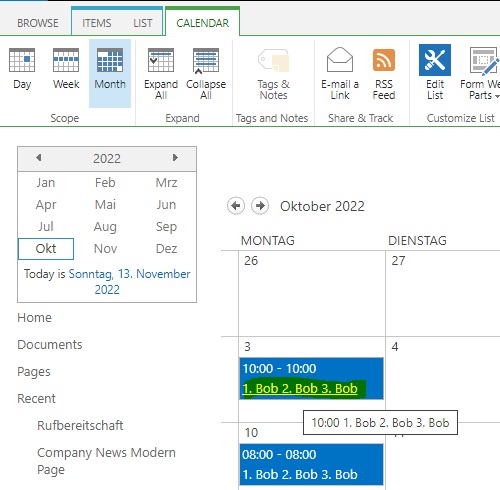 BROWSE ITEMS LIST CALENDAR
Day Week Month Expand All Collapse All Tags & Notes E-mail a Link RSS Feed Edit List Form We Parts
Scope Expand Tags and Notes Share & Track Customize List
2022
Jan Feb Mrz
Apr Mai Jun
Jul Aug Sep
Okt Nov Dez
Today is Sonntag, 13. November
2022
Home
Documents
Pages
Recent
Rufbereitschaft
Company News Modern
Page
Oktober 2022
MONTAG DIENSTAG
26 27
3 4
10:00 - 10:00
1. Bob 2. Bob 3. Bob
10:00 1. Bob 2. Bob 3. Bob
10
08:00 - 08:00
1. Bob 2. Bob 3. Bob